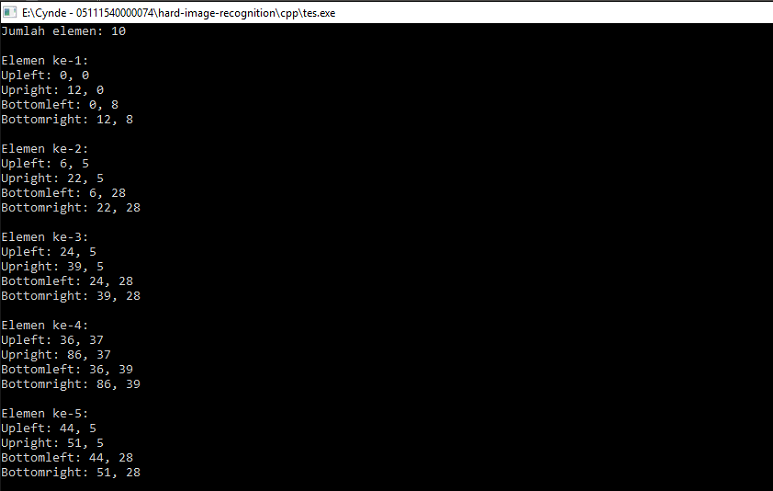 E:\Cynde - 05111540000074\hard-image-recognition\cpp\tes.exe
Jumlah elemen: 10
Elemen ke-1:
Upleft: 0, 0
Upright: 12, 0
Bottomleft: 0, 8
Bottomright: 12, 8
Elemen ke-2:
Upleft: 6, 5
Upright: 22, 5
Bottomleft: 6, 28
Bottomright: 22, 28
Elemen ke-3:
Upleft: 24, 5
Upright: 39, 5
Bottomleft: 24, 28
Bottomright: 39, 28
Elemen ke-4:
Upleft: 36, 37
Upright: 86, 37
Bottomleft: 36, 39
Bottomright: 86, 39
Elemen ke-5:
Upleft: 44, 5
Upright: 51, 5
Bottomleft: 44, 28
Bottomright: 51, 28